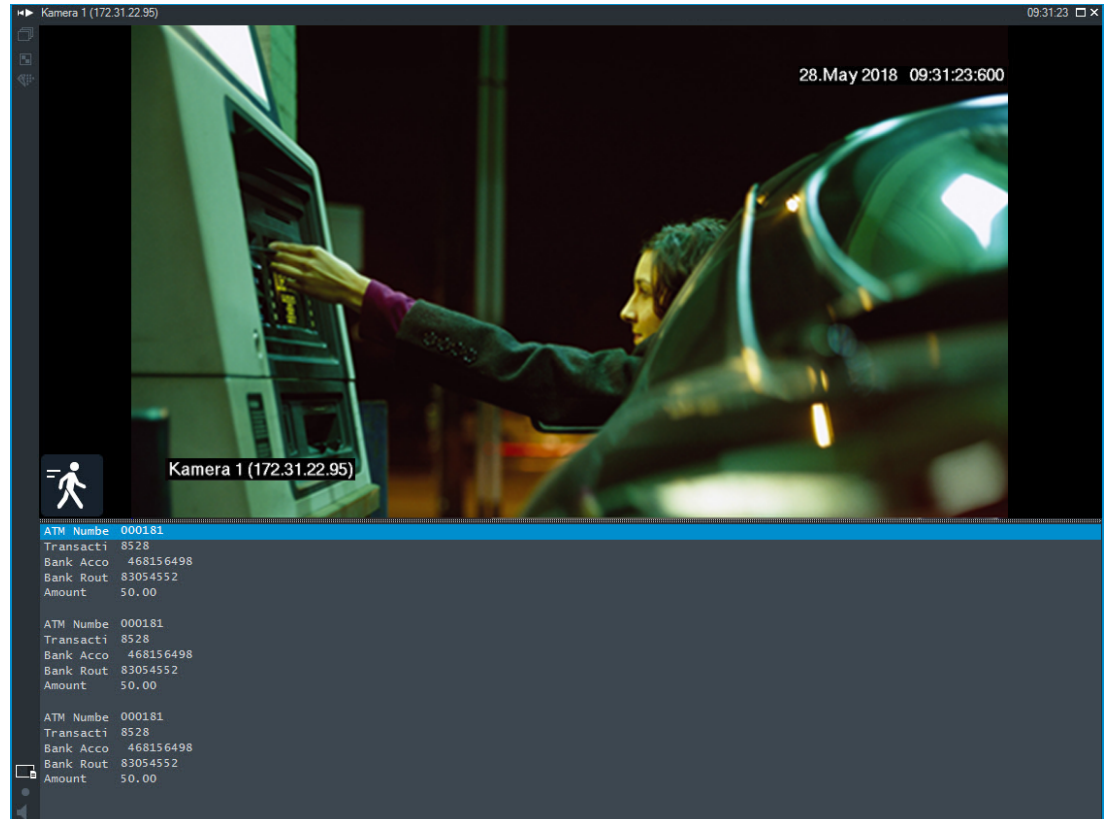 Kamera 1 (172.31.22.95)
09:31:23
28.May 2018 09:31:23:600
Kamera 1 (172.31.22.95)
ATM Numbe 000181
Transacti 8528
Bank Acco 468156498
Bank Rout 83054552
Amount 50.00
ATM Numbe 000181
Transacti 8528
Bank Acco 468156498
Bank Rout 83054552
Amount 50.00
ATM Numbe 000181
Transacti 8528
Bank Acco 468156498
Bank Rout 83054552
Amount 50.00